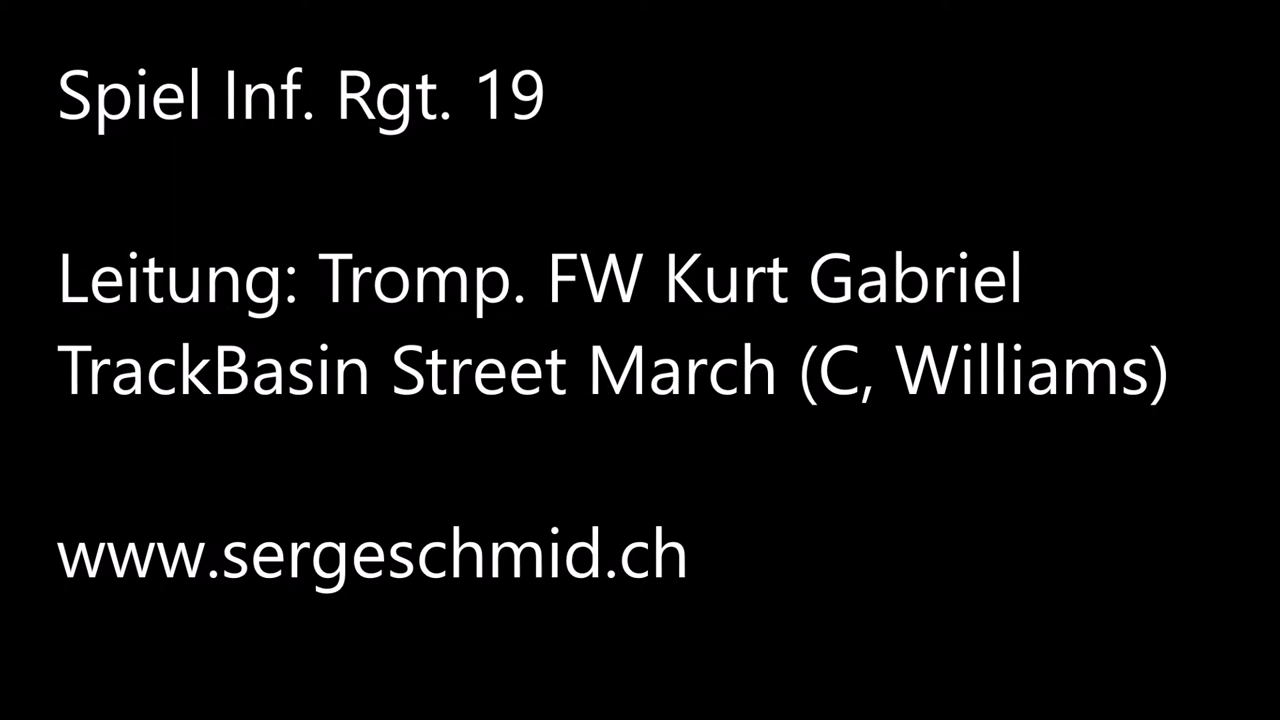 Spiel Inf. Rgt. 19
Leitung: Tromp. FW Kurt Gabriel
TrackBasin Street March (C, Williams)
www.sergeschmid.ch